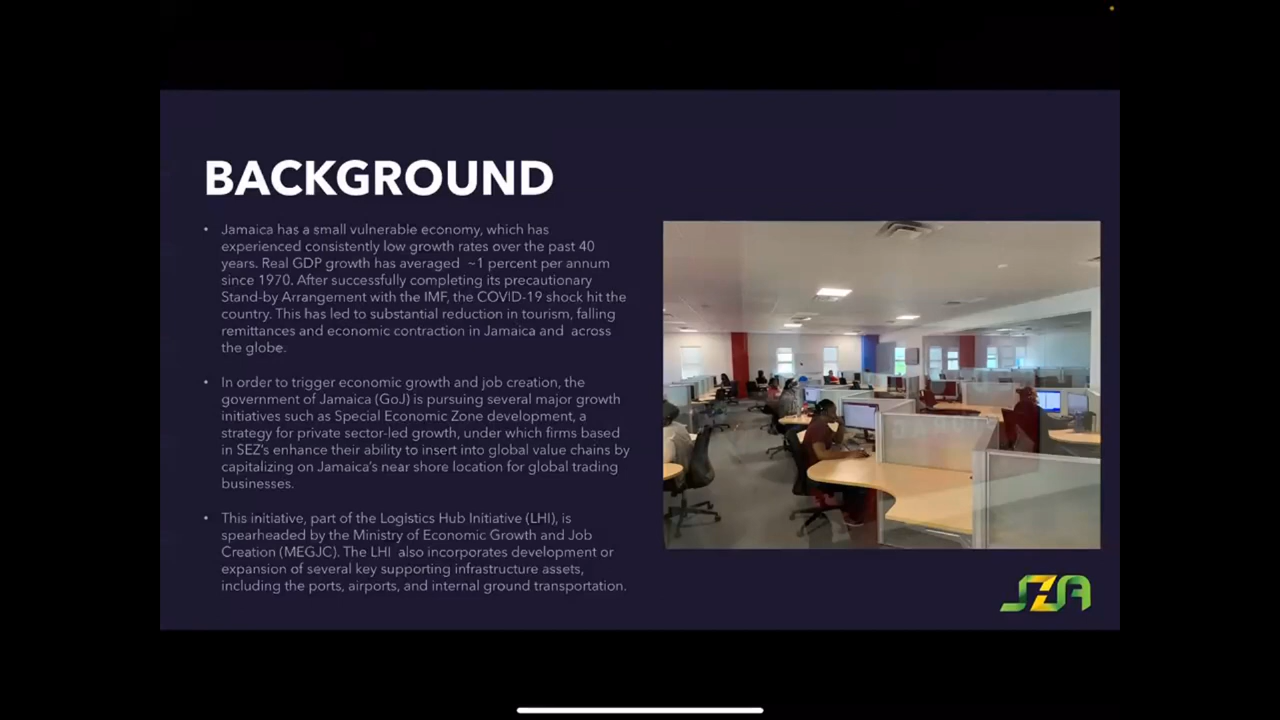 BACKGROUND
• Jamaica has a small vulnerable economy, which has
experienced consistently low growth rates over the past 40
years. Real GDP growth has averaged ~1 percent per annum
since 1970. After successfully completing its precautionary
Stand-by Arrangement with the IMF, the COVID-19 shock hit the
country. This has led to substantial reduction in tourism, falling
remittances and economic contraction in Jamaica and across
the globe.
• In order to trigger economic growth and job creation, the
government of Jamaica (GoJ) is pursuing several major growth
initiatives such as Special Economic Zone development, a
strategy for private sector-led growth, under which firms based
in SEZ's enhance their ability to insert into global value chains by
capitalizing on Jamaica's near shore location for global trading
businesses.
• This initiative, part of the Logistics Hub Initiative (LHI), is
spearheaded by the Ministry of Economic Growth and Job
Creation (MEGJC). The LHI also incorporates development or
expansion of several key supporting infrastructure assets,
including the ports, airports, and internal ground transportation.